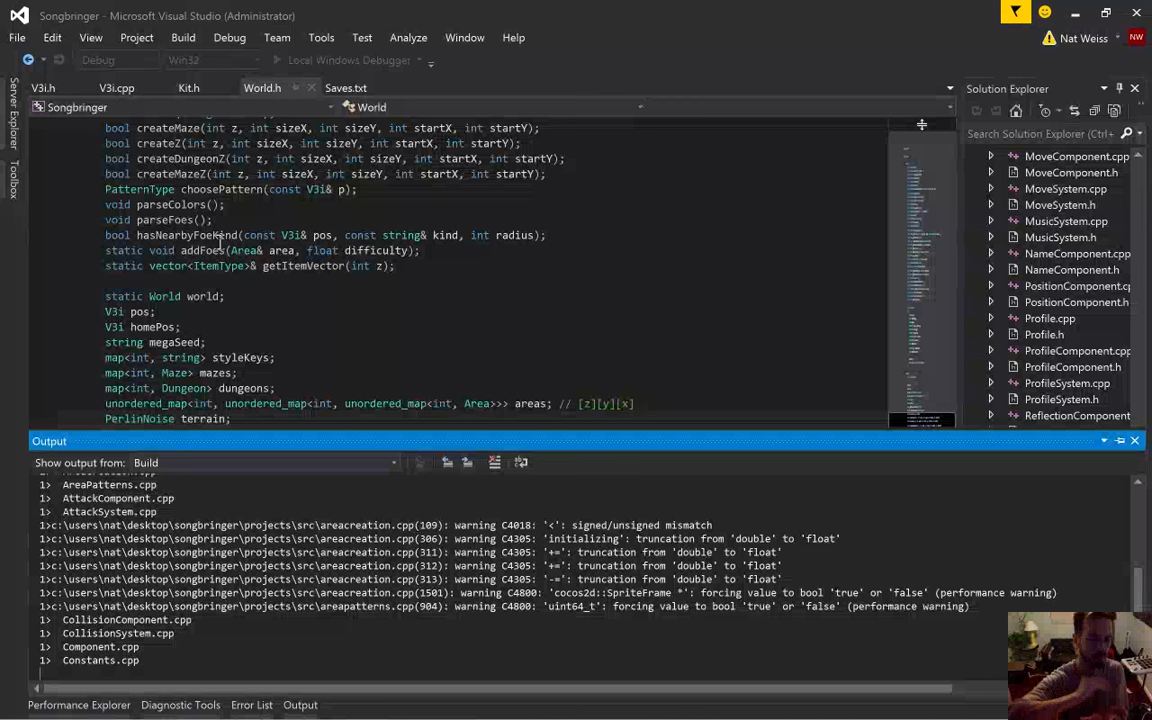 Songbringer - Microsoft Visual Studio (Administrator)
File Edit View Project Build Debug Team Tools Test Analyze Window Help
Nat Weiss NW
Debug Win32 Local Windows Debugger
Server Explorer
Toolbox
V3i.h V3i.cpp Kit.h World.h Saves.txt
Songbringer World
bool createMaze(int z, int sizeX, int sizeY, int startX, int startY);
bool createZ(int z, int sizeX, int sizeY, int startX, int startY);
bool createDungeonZ(int z, int sizeX, int sizeY, int startX, int startY);
bool createMazeZ(int z, int sizeX, int sizeY, int startX, int startY);
PatternType choosePattern(const V3i& p);
void parseColors();
void parseFoes();
bool hasNearbyFoeKind(const V3i& pos, const string& kind, int radius);
static void addFoes(Area& area, float difficulty);
static vector<ItemType>& getItemVector(int z);
static World world;
V3i pos;
V3i homePos;
string megaSeed;
map<int, string> styleKeys;
map<int, Maze> mazes;
map<int, Dungeon> dungeons;
unordered_map<int, unordered_map<int, unordered_map<int, Area>>> areas; // [z][y][x]
PerlinNoise terrain;
Solution Explorer
Search Solution Explorer (Ctrl+
MoveComponent.cpp
MoveComponent.h
MoveSystem.cpp
MoveSystem.h
MusicSystem.cpp
MusicSystem.h
NameComponent.cpp
NameComponent.h
PositionComponent.cp
PositionComponent.h
Profile.cpp
Profile.h
ProfileComponent.cpp
ProfileComponent.h
ProfileSystem.cpp
ProfileSystem.h
ReflectionComponent
Output
Show output from: Build
1> AreaPatterns.cpp
1> AttackComponent.cpp
1> AttackSystem.cpp
1>c:\users\nat\desktop\songbringer\projects\src\areacreation.cpp(109): warning C4018: '<': signed/unsigned mismatch
1>c:\users\nat\desktop\songbringer\projects\src\areacreation.cpp(306): warning C4305: 'initializing': truncation from 'double' to 'float'
1>c:\users\nat\desktop\songbringer\projects\src\areacreation.cpp(311): warning C4305: '+=': truncation from 'double' to 'float'
1>c:\users\nat\desktop\songbringer\projects\src\areacreation.cpp(312): warning C4305: '+=': truncation from 'double' to 'float'
1>c:\users\nat\desktop\songbringer\projects\src\areacreation.cpp(313): warning C4305: '-=': truncation from 'double' to 'float'
1>c:\users\nat\desktop\songbringer\projects\src\areacreation.cpp(1501): warning C4800: 'cocos2d::SpriteFrame *': forcing value to bool 'true' or 'false' (performance warning)
1>c:\users\nat\desktop\songbringer\projects\src\areapatterns.cpp(904): warning C4800: 'uint64_t': forcing value to bool 'true' or 'false' (performance warning)
1> CollisionComponent.cpp
1> CollisionSystem.cpp
1> Component.cpp
1> Constants.cpp
Performance Explorer Diagnostic Tools Error List Output